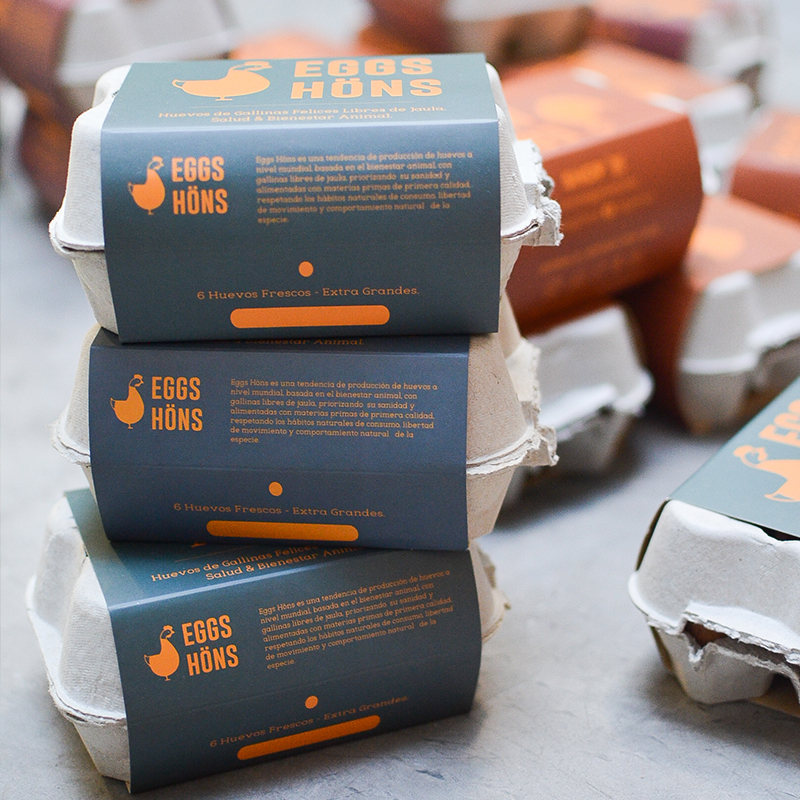 EGGS
HÖNS
Huevos de Gallinas Felices Libres de Jaula,
Salud & Bienestar Animal.
EGGS
HÖNS
Eggs Höns es una tendencia de producción de huevos a
nivel mundial, basada en el bienestar animal, con
gallinas libres de jaula, priorizando su sanidad y
alimentadas con materias primas de primera calidad,
respetando los hábitos naturales de consumo, libertad
de movimiento y comportamiento natural de la
especie.
6 Huevos Frescos - Extra Grandes.
Bienestar Animal.
EGGS
HÖNS
Eggs Höns es una tendencia de producción de huevos a
nivel mundial, basada en el bienestar animal, con
gallinas libres de jaula, priorizando su sanidad y
alimentadas con materias primas de primera calidad,
respetando los hábitos naturales de consumo, libertad
de movimiento y comportamiento natural de la
especie.
6 Huevos Frescos - Extra Grandes.
Huevos de Gallinas Felices
Salud & Bienestar Animal
EGGS
HÖNS
Eggs Höns es una tendencia de producción de huevos a
nivel mundial, basada en el bienestar animal, con
gallinas libres de jaula, priorizando su sanidad y
alimentadas con materias primas de primera calidad,
respetando los hábitos naturales de consumo, libertad
de movimiento y comportamiento natural de la
especie.
6 Huevos Frescos - Extra Grandes.